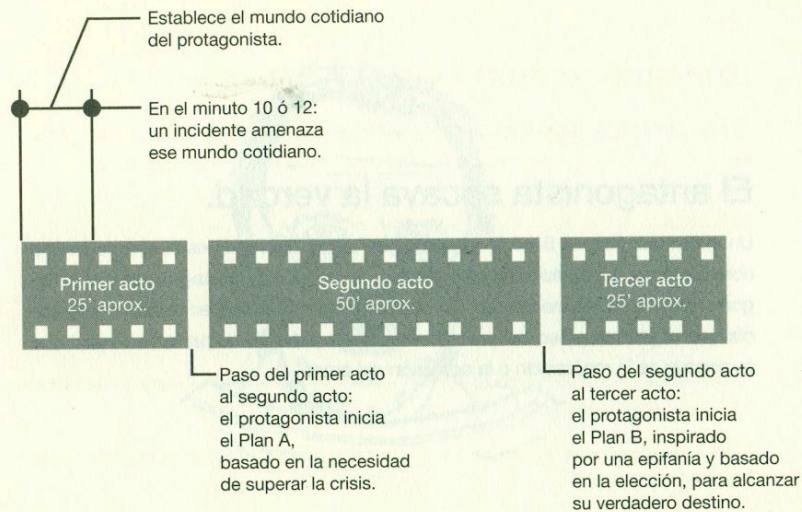 Establece el mundo cotidiano
del protagonista.
En el minuto 10 ó 12:
un incidente amenaza
ese mundo cotidiano.
El antagonista socava la verdad.
Primer acto
25' aprox.
Segundo acto
50' aprox.
Tercer acto
25' aprox.
Paso del primer acto
al segundo acto:
el protagonista inicia
el Plan A,
basado en la necesidad
de superar la crisis.
Paso del segundo acto
al tercer acto:
el protagonista inicia
el Plan B, inspirado
por una epifanía y basado
en la elección, para alcanzar
su verdadero destino.